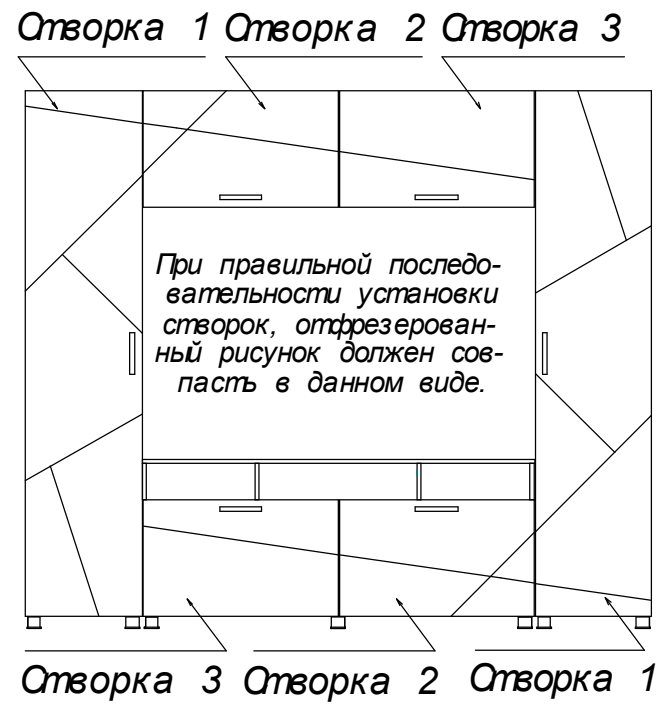 Створка 1 Створка 2 Створка 3
При правильной последо-
вательности установки
створок, отфрезерован-
ный рисунок должен сов-
пасть в данном виде.
Створка 3 Створка 2 Створка 1